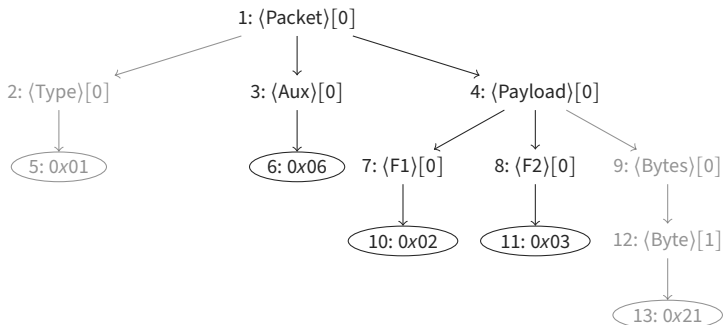 1: ⟨Packet⟩[0]
2: ⟨Type⟩[0] 3: ⟨Aux⟩[0] 4: ⟨Payload⟩[0]
5: 0x01 6: 0x06 7: ⟨F1⟩[0] 8: ⟨F2⟩[0] 9: ⟨Bytes⟩[0]
10: 0x02 11: 0x03 12: ⟨Byte⟩[1]
13: 0x21